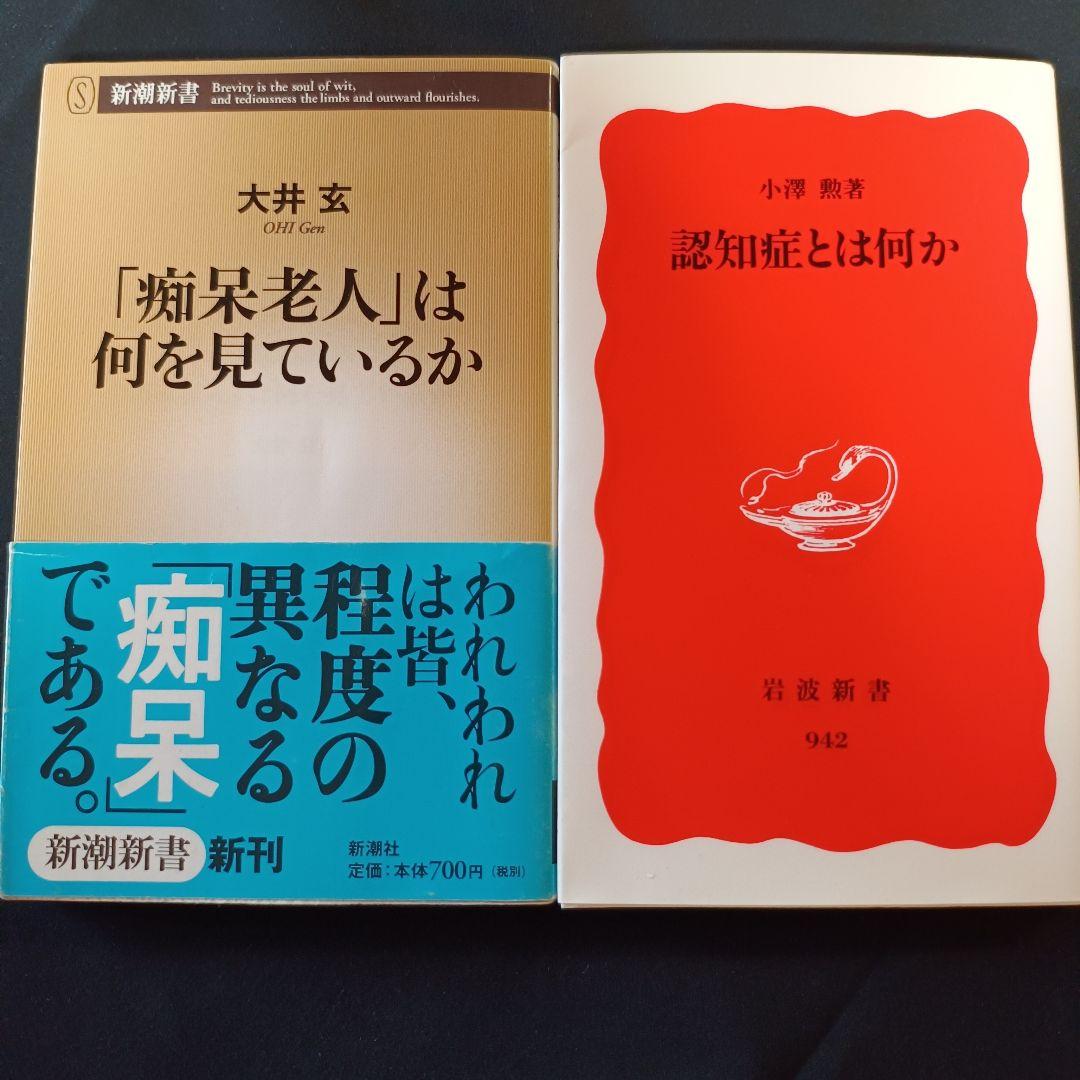 新潮新書
Brevity is the soul of wit,
and tediousness the limbs and outward flourishes.
大井 玄
OHI Gen
「痴呆老人」は
何を見ているか
われわれ
は皆、
程度の
異なる
「痴呆」
である。
新潮新書 新刊
新潮社
定価：本体700円（税別）
小澤 勲著
認知症とは何か
岩波新書
942